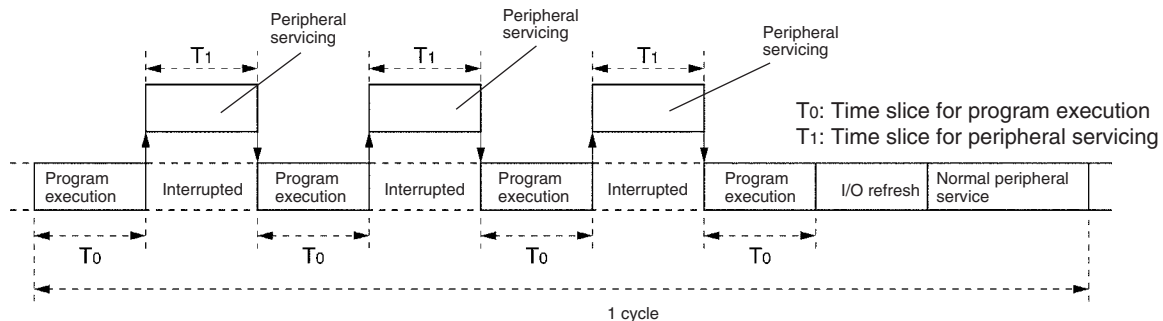 Peripheral
servicing
Peripheral
servicing
Peripheral
servicing
T1
T1
T1
T0: Time slice for program execution
T1: Time slice for peripheral servicing
Program
execution
Interrupted
Program
execution
Interrupted
Program
execution
Interrupted
Program
execution
I/O refresh
Normal peripheral
service
T0
T0
T0
T0
1 cycle